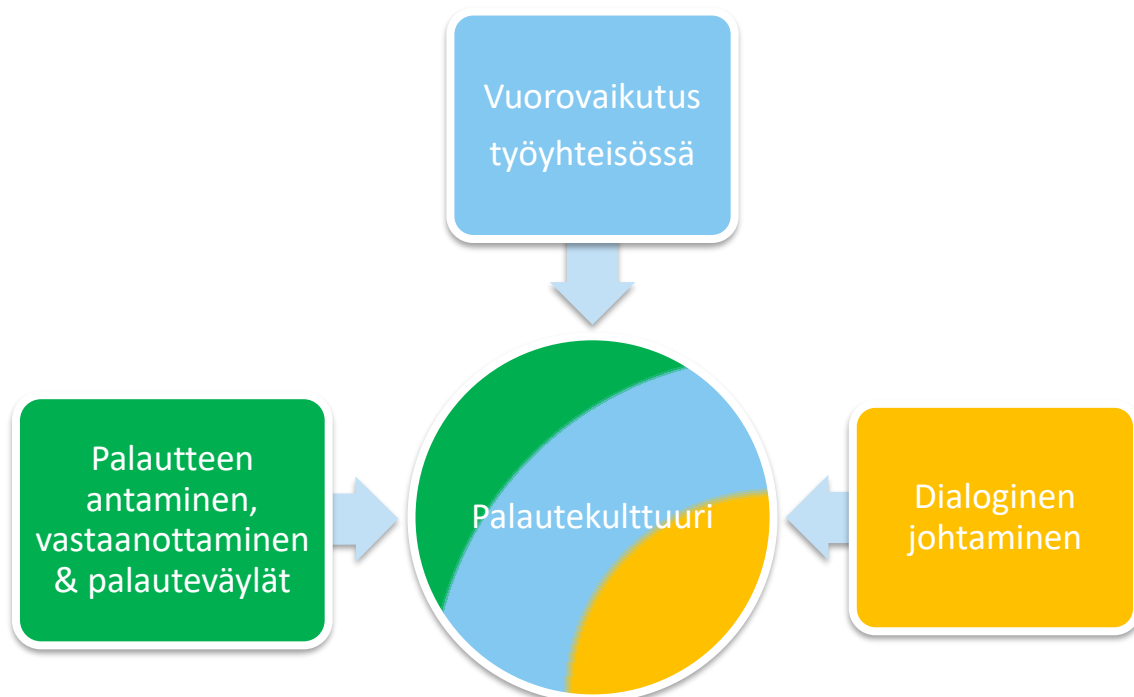 Vuorovaikutus
työyhteisössä
Palautteen
antaminen,
vastaanottaminen
& palauteväylät
Palautekulttuuri
Dialoginen
johtaminen